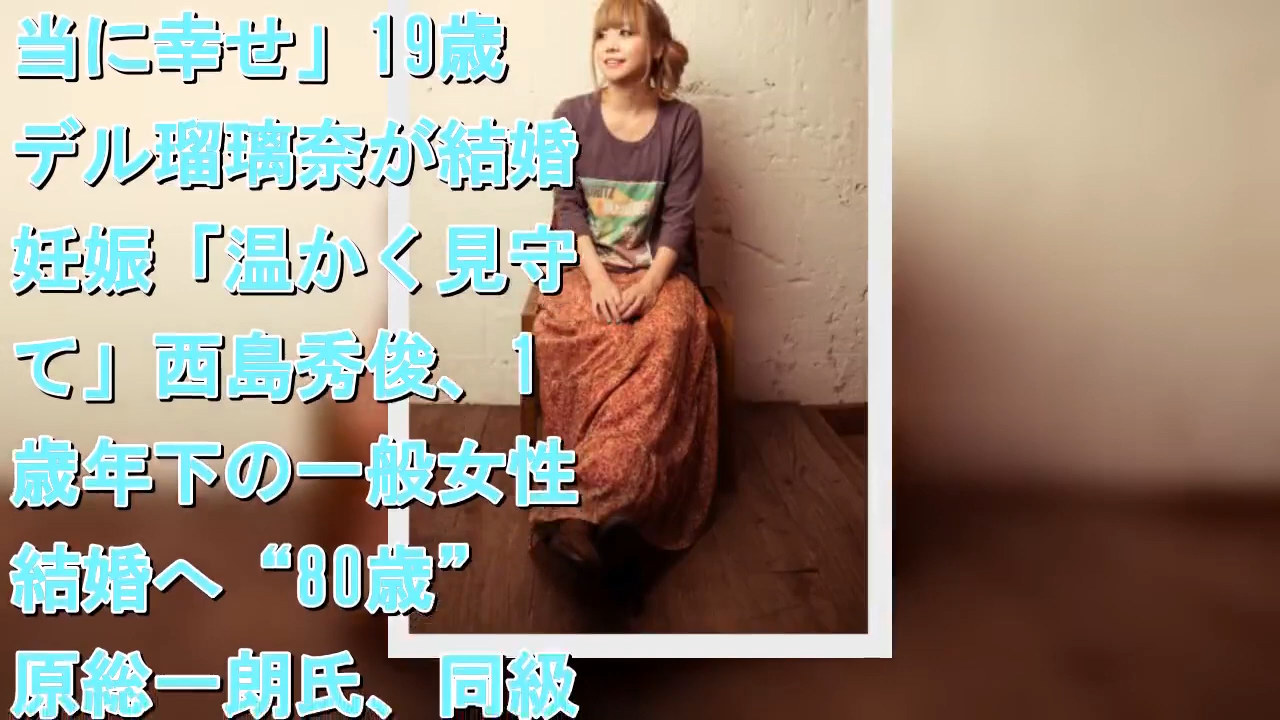 当に幸せ」19歳
デル瑠璃奈が結婚
妊娠「温かく見守
て」西島秀俊、1
歳年下の一般女性
結婚へ“80歳”
原総一朗氏、同級